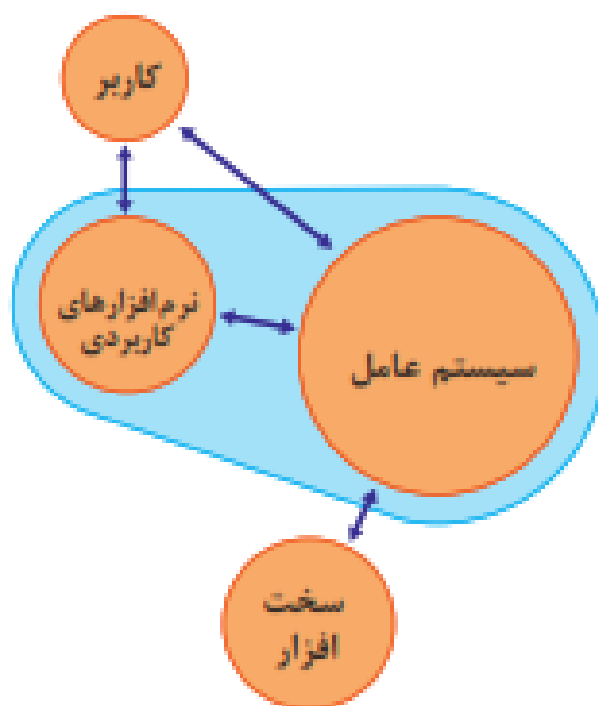 کاربر
نرم‌افزارهای
کاربردی
سیستم عامل
سخت
افزار